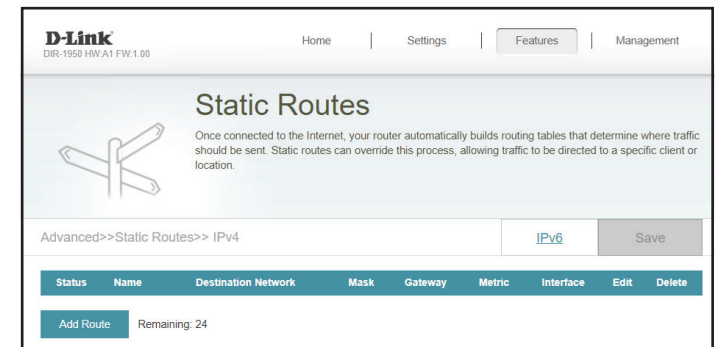 D-Link
DIR-1950 HW:A1 FW:1.00
Home | Settings | Features | Management
Static Routes
Once connected to the Internet, your router automatically builds routing tables that determine where traffic
should be sent. Static routes can override this process, allowing traffic to be directed to a specific client or
location.
Advanced>>Static Routes>> IPv4
IPv6
Save
Status Name Destination Network Mask Gateway Metric Interface Edit Delete
Add Route Remaining: 24